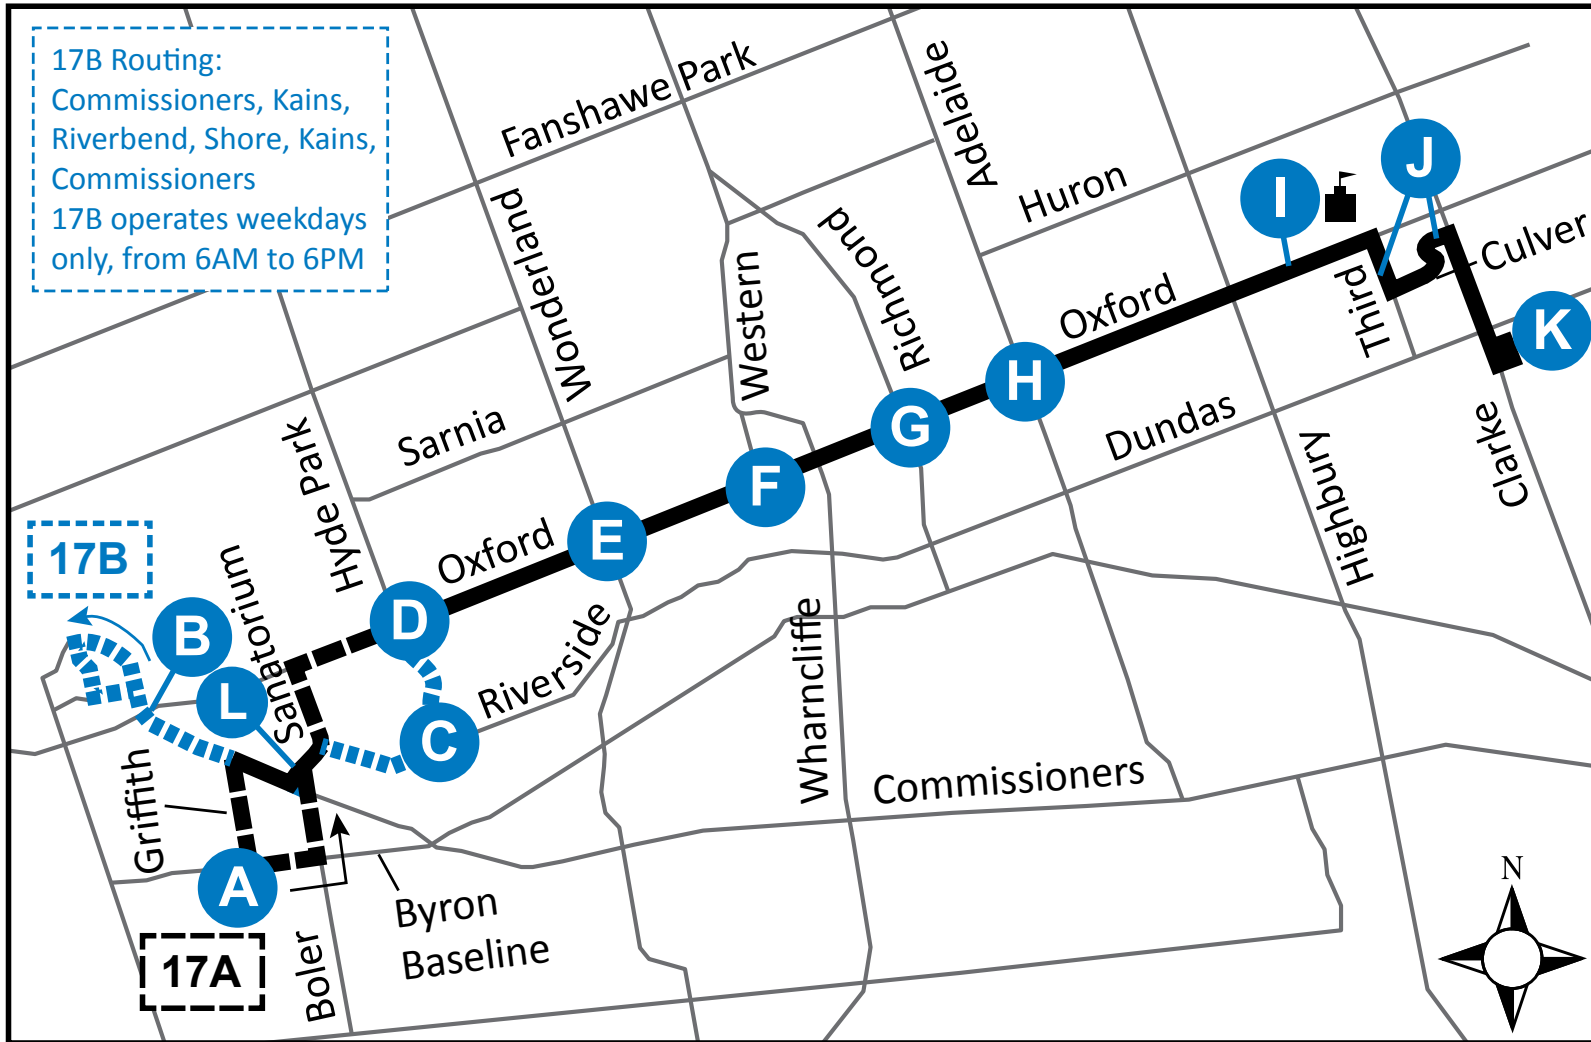 17B Routing:
Commissioners, Kains,
Riverbend, Shore, Kains,
Commissioners
17B operates weekdays
only, from 6AM to 6PM
Fanshawe Park
Adelaide
Huron
Wonderland
Western
Richmond
Oxford
I
J
Culver
Third
K
H
G
F
E
D
Sarnia
Hyde Park
Dundas
Highbury
Clarke
Oxford
17B
Sanatorium
B
L
C
Riverside
Wharncliffe
Commissioners
Griffith
A
17A
Boler
Byron
Baseline
N